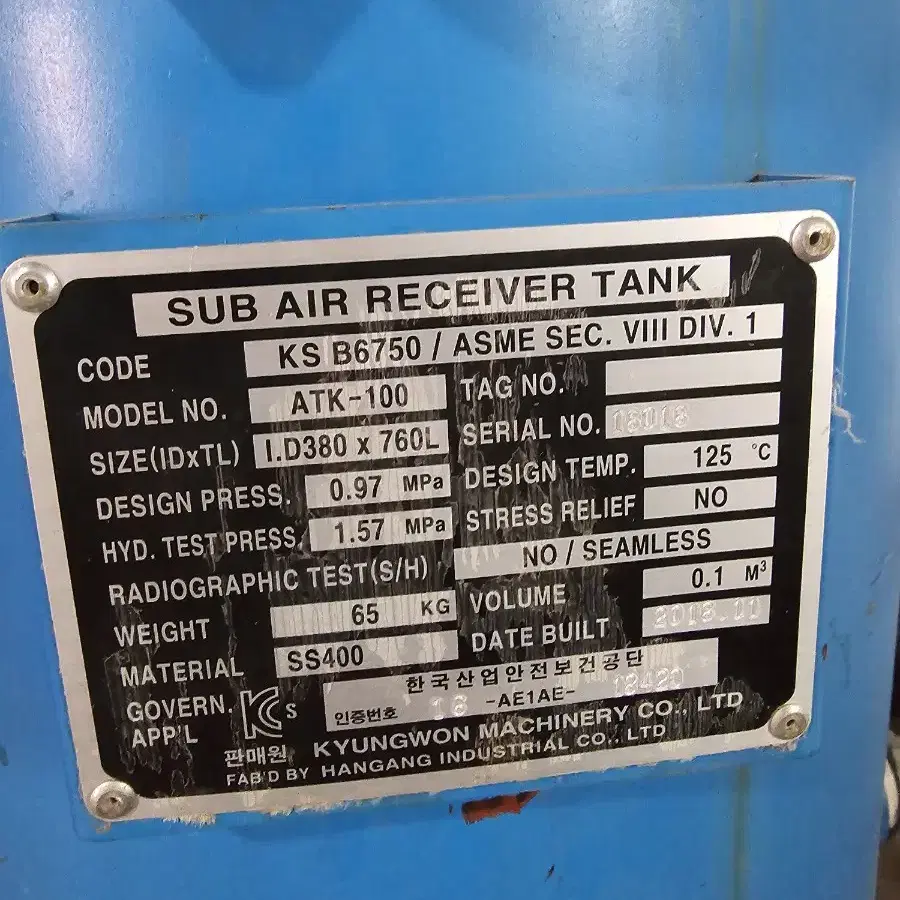 SUB AIR RECEIVER TANK
CODE KS B6750 / ASME SEC. VIII DIV. 1
MODEL NO. ATK-100 TAG NO.
SIZE(IDxTL) I.D380 x 760L SERIAL NO.
DESIGN PRESS. 0.97 MPa DESIGN TEMP. 125 °C
HYD. TEST PRESS. 1.57 MPa STRESS RELIEF NO
RADIOGRAPHIC TEST(S/H) NO / SEAMLESS
WEIGHT 65 KG VOLUME 0.1 M³
MATERIAL SS400 DATE BUILT
GOVERN. APP'L KCs 한국산업안전보건공단
인증번호 -AE1AE-
판매원 KYUNGWON MACHINERY CO., LTD
FAB'D BY HANGANG INDUSTRIAL CO., LTD